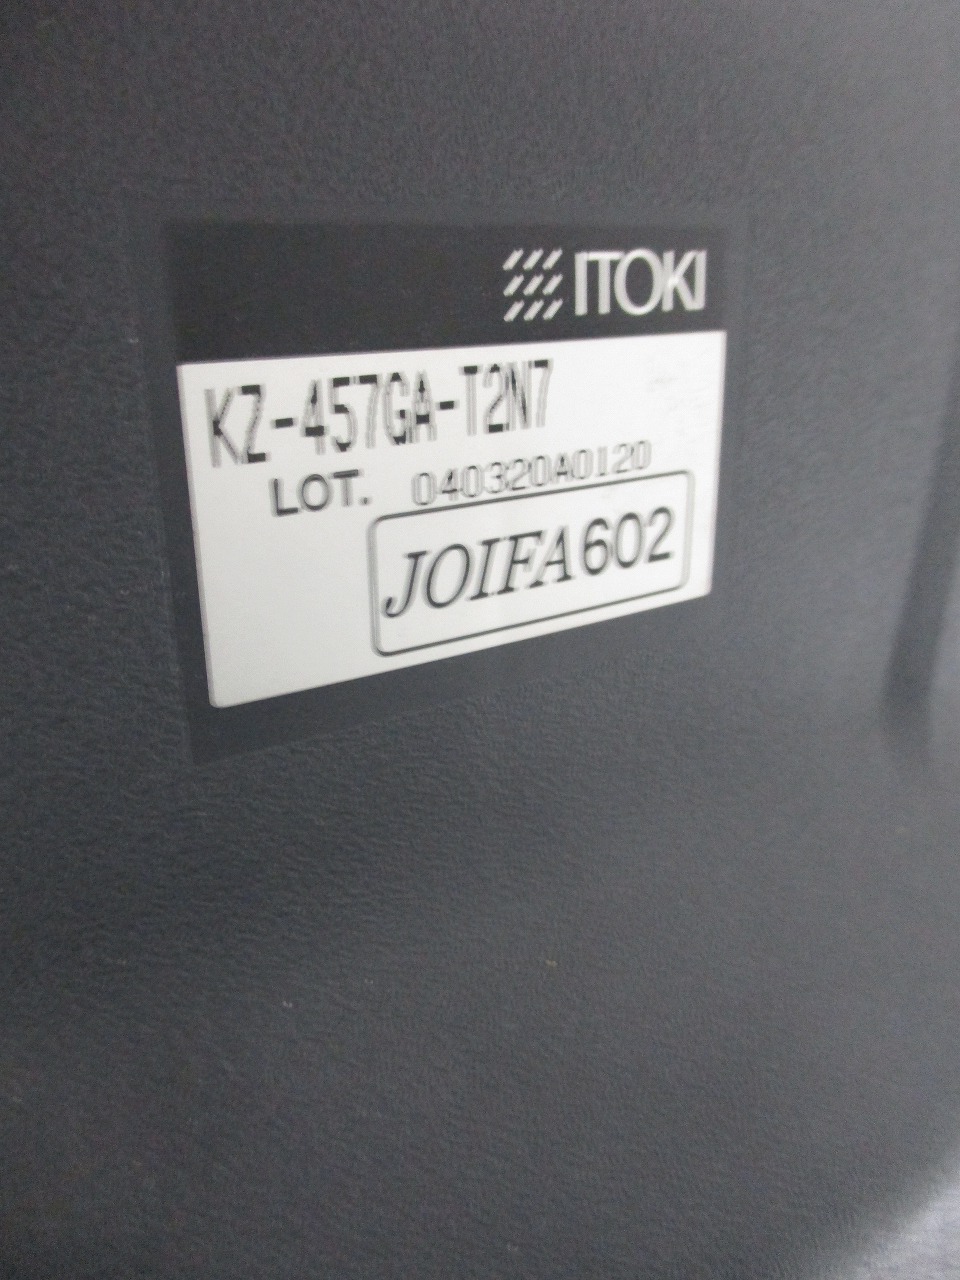 ITOKI
KZ-457GA-T2N7
LOT. 040320A0120
JOIFA602